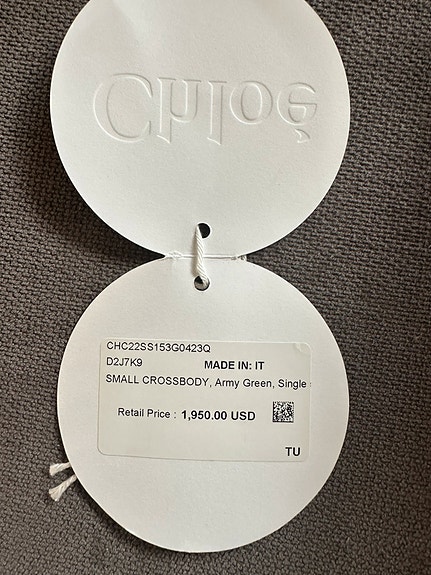 Chloé
CHC22SS153G0423Q
D2J7K9 MADE IN: IT
SMALL CROSSBODY, Army Green, Single
Retail Price : 1,950.00 USD
TU